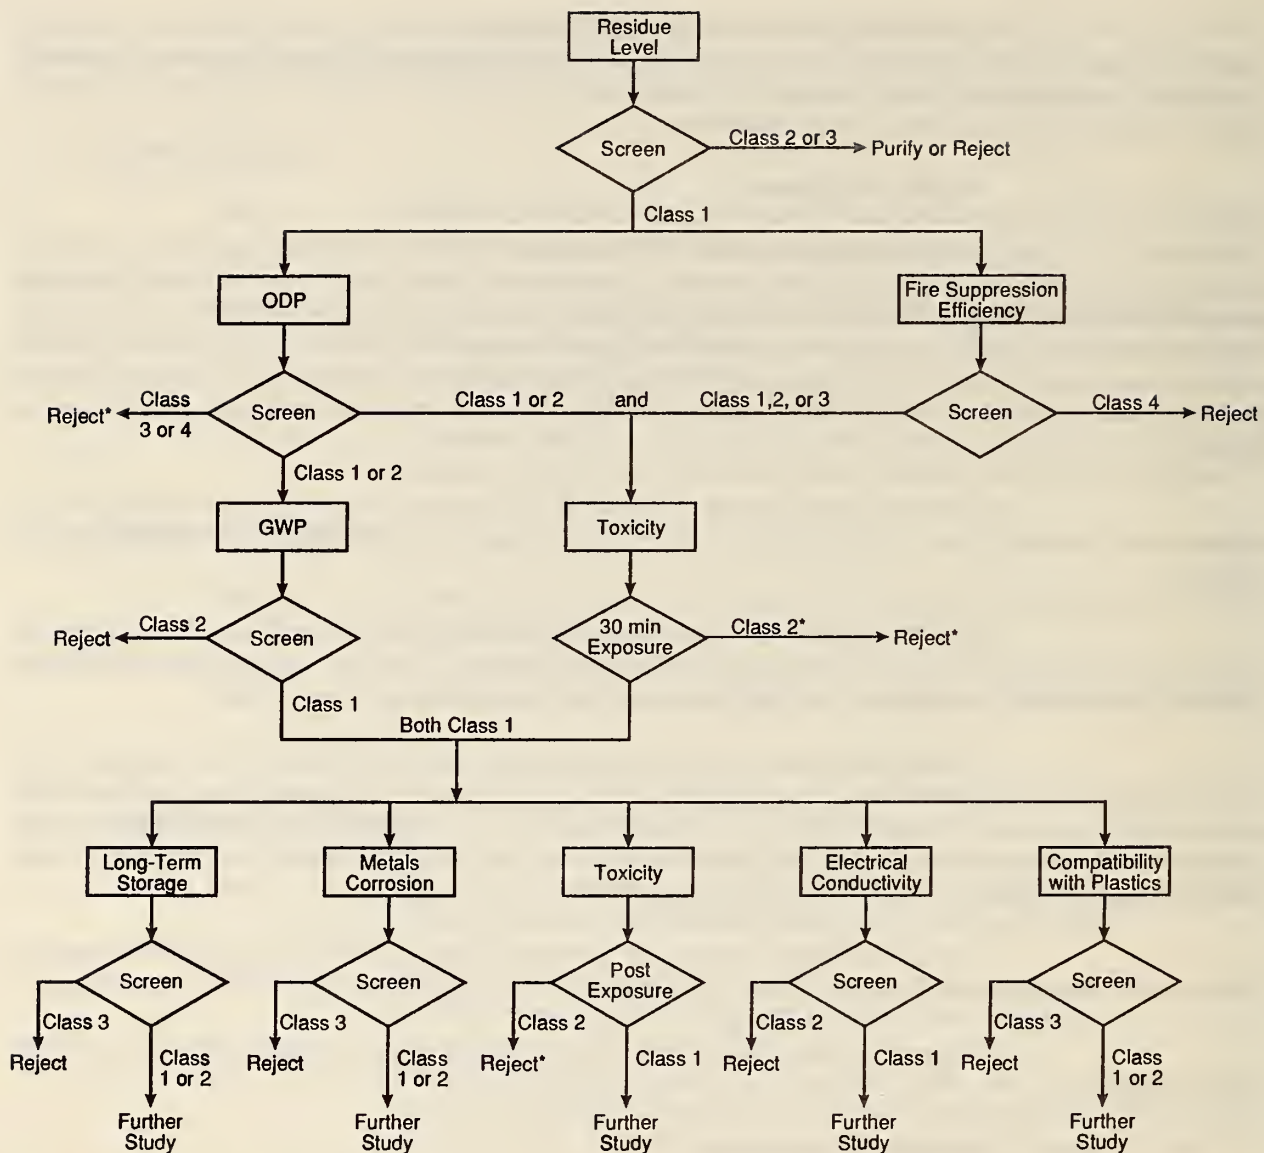 Residue
Level
Screen
Class 2 or 3
Purify or Reject
Class 1
ODP
Fire Suppression
Efficiency
Reject*
Class
3 or 4
Screen
Class 1 or 2
and
Class 1,2, or 3
Screen
Class 4
Reject
Class 1 or 2
GWP
Toxicity
Reject
Class 2
Screen
30 min
Exposure
Class 2*
Reject*
Class 1
Both Class 1
Long-Term
Storage
Metals
Corrosion
Toxicity
Electrical
Conductivity
Compatibility
with Plastics
Screen
Screen
Post
Exposure
Screen
Screen
Class 3
Reject
Class
1 or 2
Class 3
Reject
Class
1 or 2
Class 2
Reject*
Class 1
Class 2
Reject
Class 1
Class 3
Reject
Class
1 or 2
Further
Study
Further
Study
Further
Study
Further
Study
Further
Study